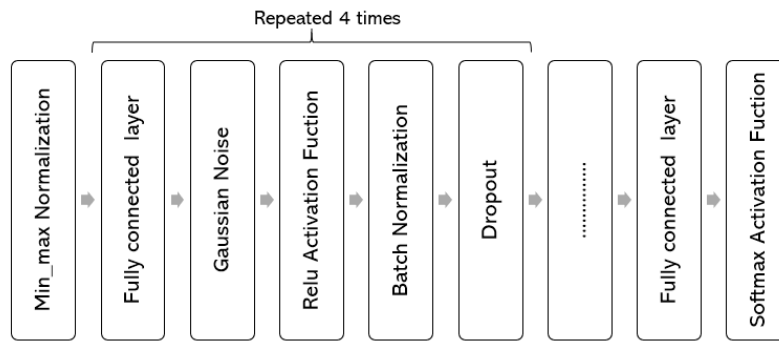 Repeated 4 times
Min_max Normalization
Fully connected layer
Gaussian Noise
Relu Activation Fuction
Batch Normalization
Dropout
..............
Fully connected layer
Softmax Activation Fuction